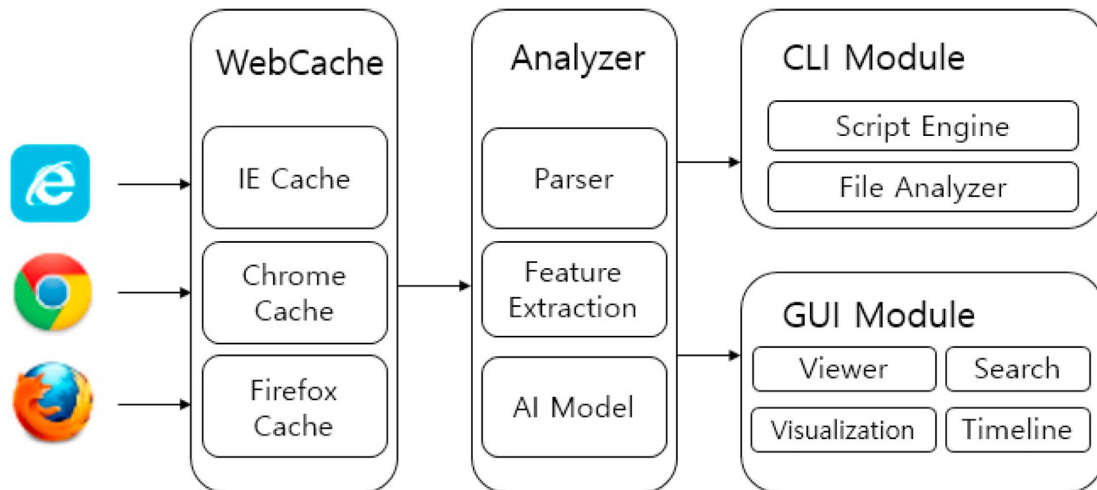 WebCache
IE Cache
Chrome
Cache
Firefox
Cache
Analyzer
Parser
Feature
Extraction
AI Model
CLI Module
Script Engine
File Analyzer
GUI Module
Viewer
Search
Visualization
Timeline